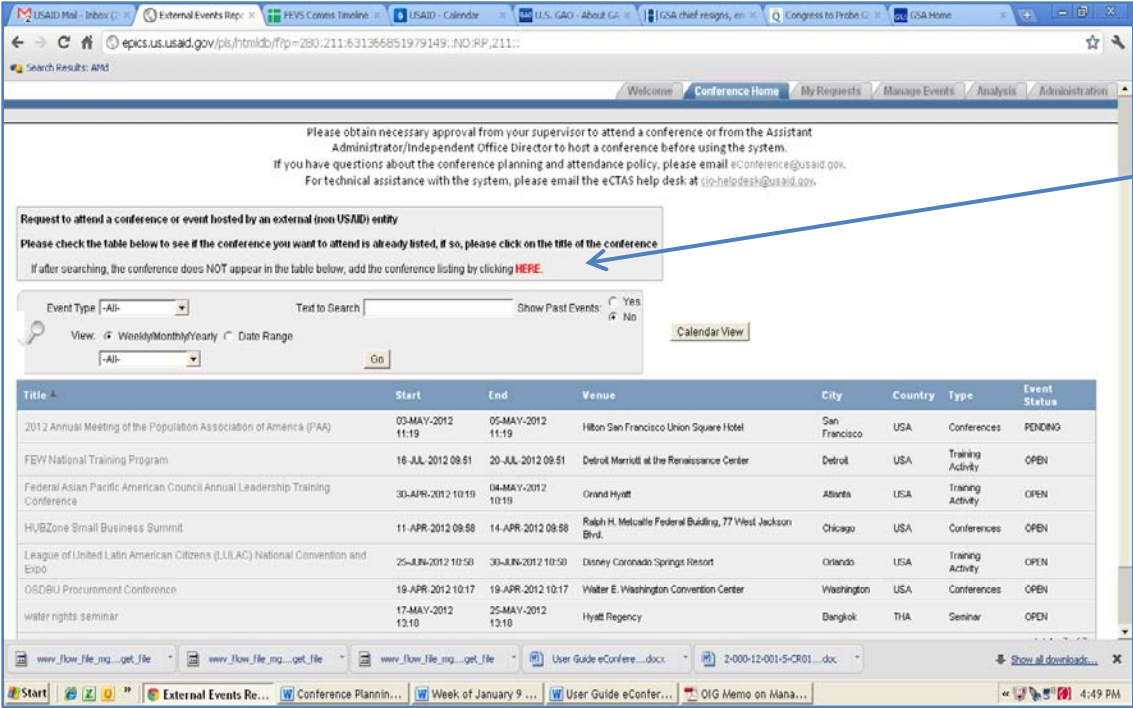 USAID Mail - Inbox (2
External Events Repo
FEVS Comms Timeline
USAID - Calendar
U.S. GAO - About GA
GSA chief resigns, en
Congress to Probe G
GSA Home
epics.us.usaid.gov/pls/htmldb/f?p=280:211:631366851979149::NO:RP,211::
Search Results: AMd
Welcome Conference Home My Requests Manage Events Analysis Administration
Please obtain necessary approval from your supervisor to attend a conference or from the Assistant
Administrator/Independent Office Director to host a conference before using the system.
If you have questions about the conference planning and attendance policy, please email eConference@usaid.gov.
For technical assistance with the system, please email the eCTAS help desk at cio-helpdesk@usaid.gov.
Request to attend a conference or event hosted by an external (non USAID) entity
Please check the table below to see if the conference you want to attend is already listed, if so, please click on the title of the conference
If after searching, the conference does NOT appear in the table below, add the conference listing by clicking HERE.
Event Type -All- Text to Search Show Past Events: Yes
No
View: Weekly/Monthly/Yearly Date Range
Calendar View
-All- Go
Title Start End Venue City Country Type Event Status
2012 Annual Meeting of the Population Association of America (PAA) 03-MAY-2012 11:19 05-MAY-2012 11:19 Hilton San Francisco Union Square Hotel San Francisco USA Conferences PENDING
FEW National Training Program 16-JUL-2012 09:51 20-JUL-2012 09:51 Detroit Marriott at the Renaissance Center Detroit USA Training Activity OPEN
Federal Asian Pacific American Council Annual Leadership Training Conference 30-APR-2012 10:19 04-MAY-2012 10:19 Grand Hyatt Atlanta USA Training Activity OPEN
HUBZone Small Business Summit 11-APR-2012 09:58 14-APR-2012 09:58 Ralph H. Metcalfe Federal Buidling, 77 West Jackson Blvd. Chicago USA Conferences OPEN
League of United Latin American Citizens (LULAC) National Convention and Expo 25-JUN-2012 10:58 30-JUN-2012 10:58 Disney Coronado Springs Resort Orlando USA Training Activity OPEN
OSDBU Procurement Conference 19-APR-2012 10:17 19-APR-2012 10:17 Walter E. Washington Convention Center Washington USA Conferences OPEN
water rights seminar 17-MAY-2012 13:18 25-MAY-2012 13:18 Hyatt Regency Bangkok THA Seminar OPEN
wwv_flow_file_mg....get_file
wwv_flow_file_mg....get_file
wwv_flow_file_mg....get_file
User Guide eConfere....docx
2-000-12-001-5-CR01....doc
Show all downloads...
Start
External Events Re...
Conference Plannin...
Week of January 9 ...
User Guide eConfer...
OIG Memo on Mana...
4:49 PM